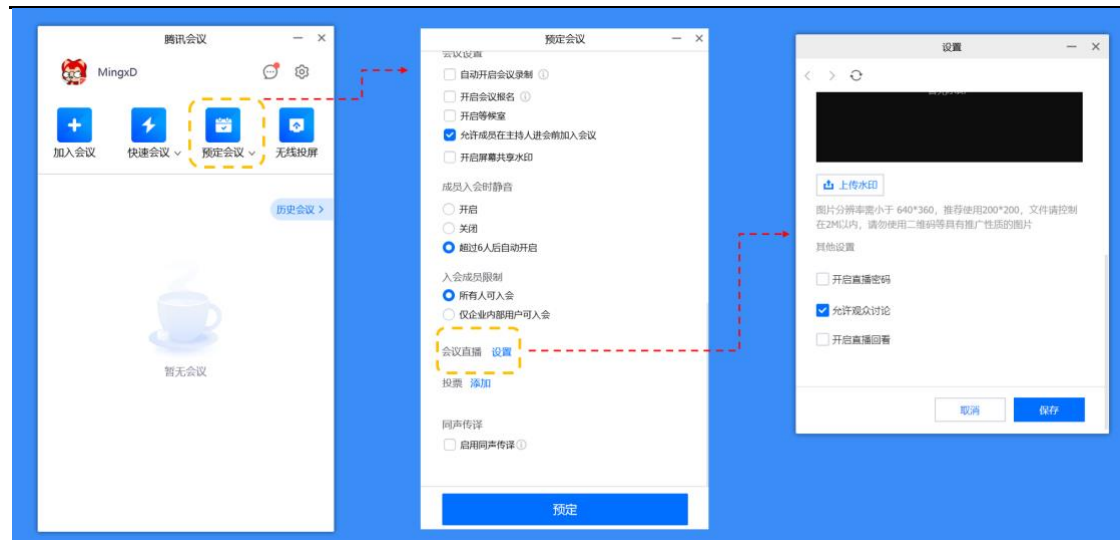 腾讯会议
MingxD
加入会议
快速会议
预定会议
无线投屏
历史会议 >
暂无会议
预定会议
会议设置
自动开启会议录制
开启会议报名
开启等候室
允许成员在主持人进会前加入会议
开启屏幕共享水印
成员入会时静音
开启
关闭
超过6人后自动开启
入会成员限制
所有人可入会
仅企业内部用户可入会
会议直播 设置
投票 添加
同声传译
启用同声传译
预定
设置
上传水印
图片分辨率需小于 640*360，推荐使用200*200，文件请控制
在2M以内，请勿使用二维码等具有推广性质的图片
其他设置
开启直播密码
允许观众讨论
开启直播回看
取消
保存